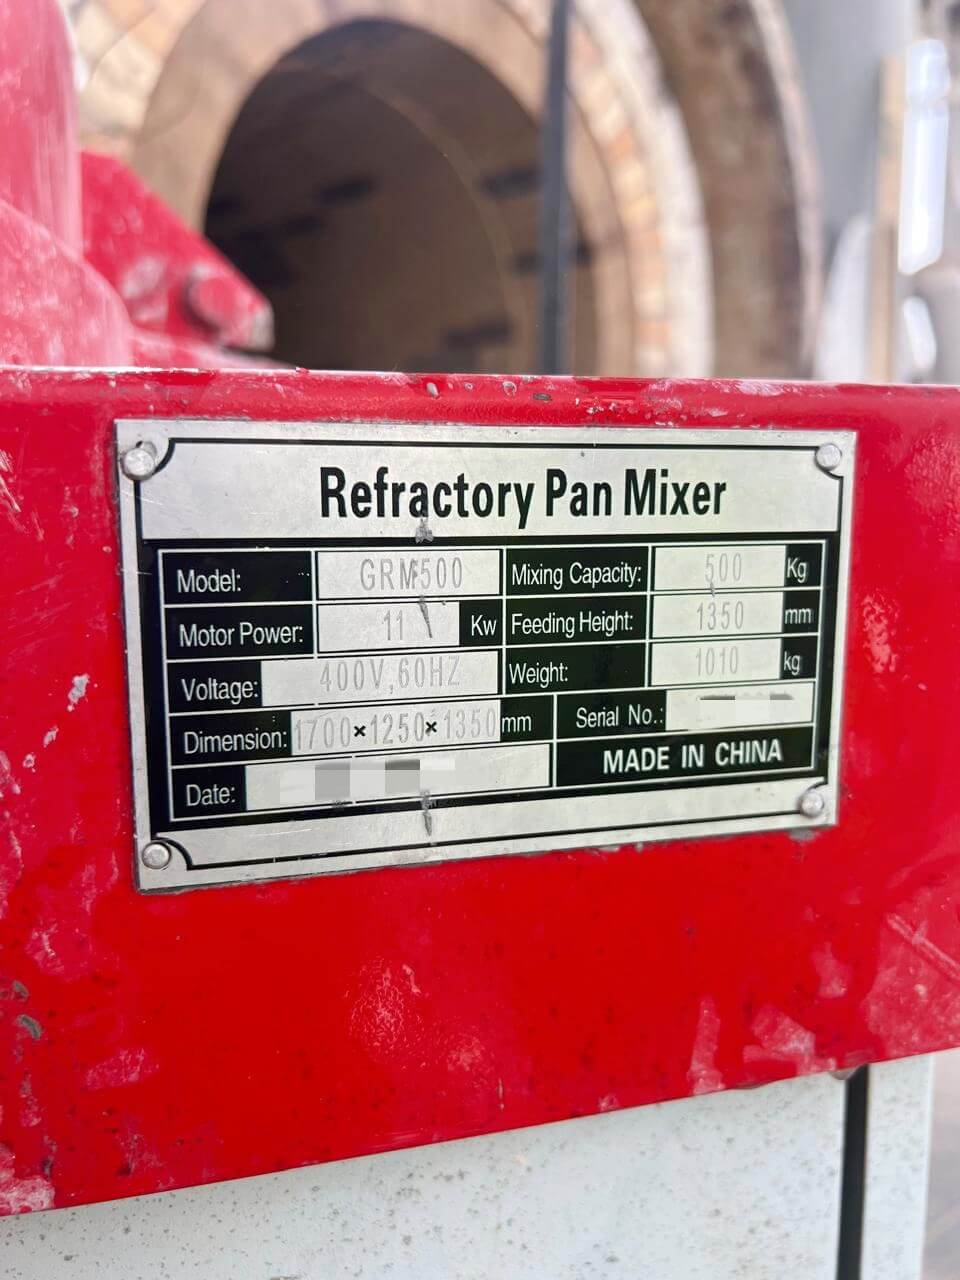 Refractory Pan Mixer
Model: GRM500 Mixing Capacity: 500 Kg
Motor Power: 11 Kw Feeding Height: 1350 mm
Voltage: 400V,60HZ Weight: 1010 kg
Dimension: 1700×1250×1350 mm Serial No.:
Date: MADE IN CHINA